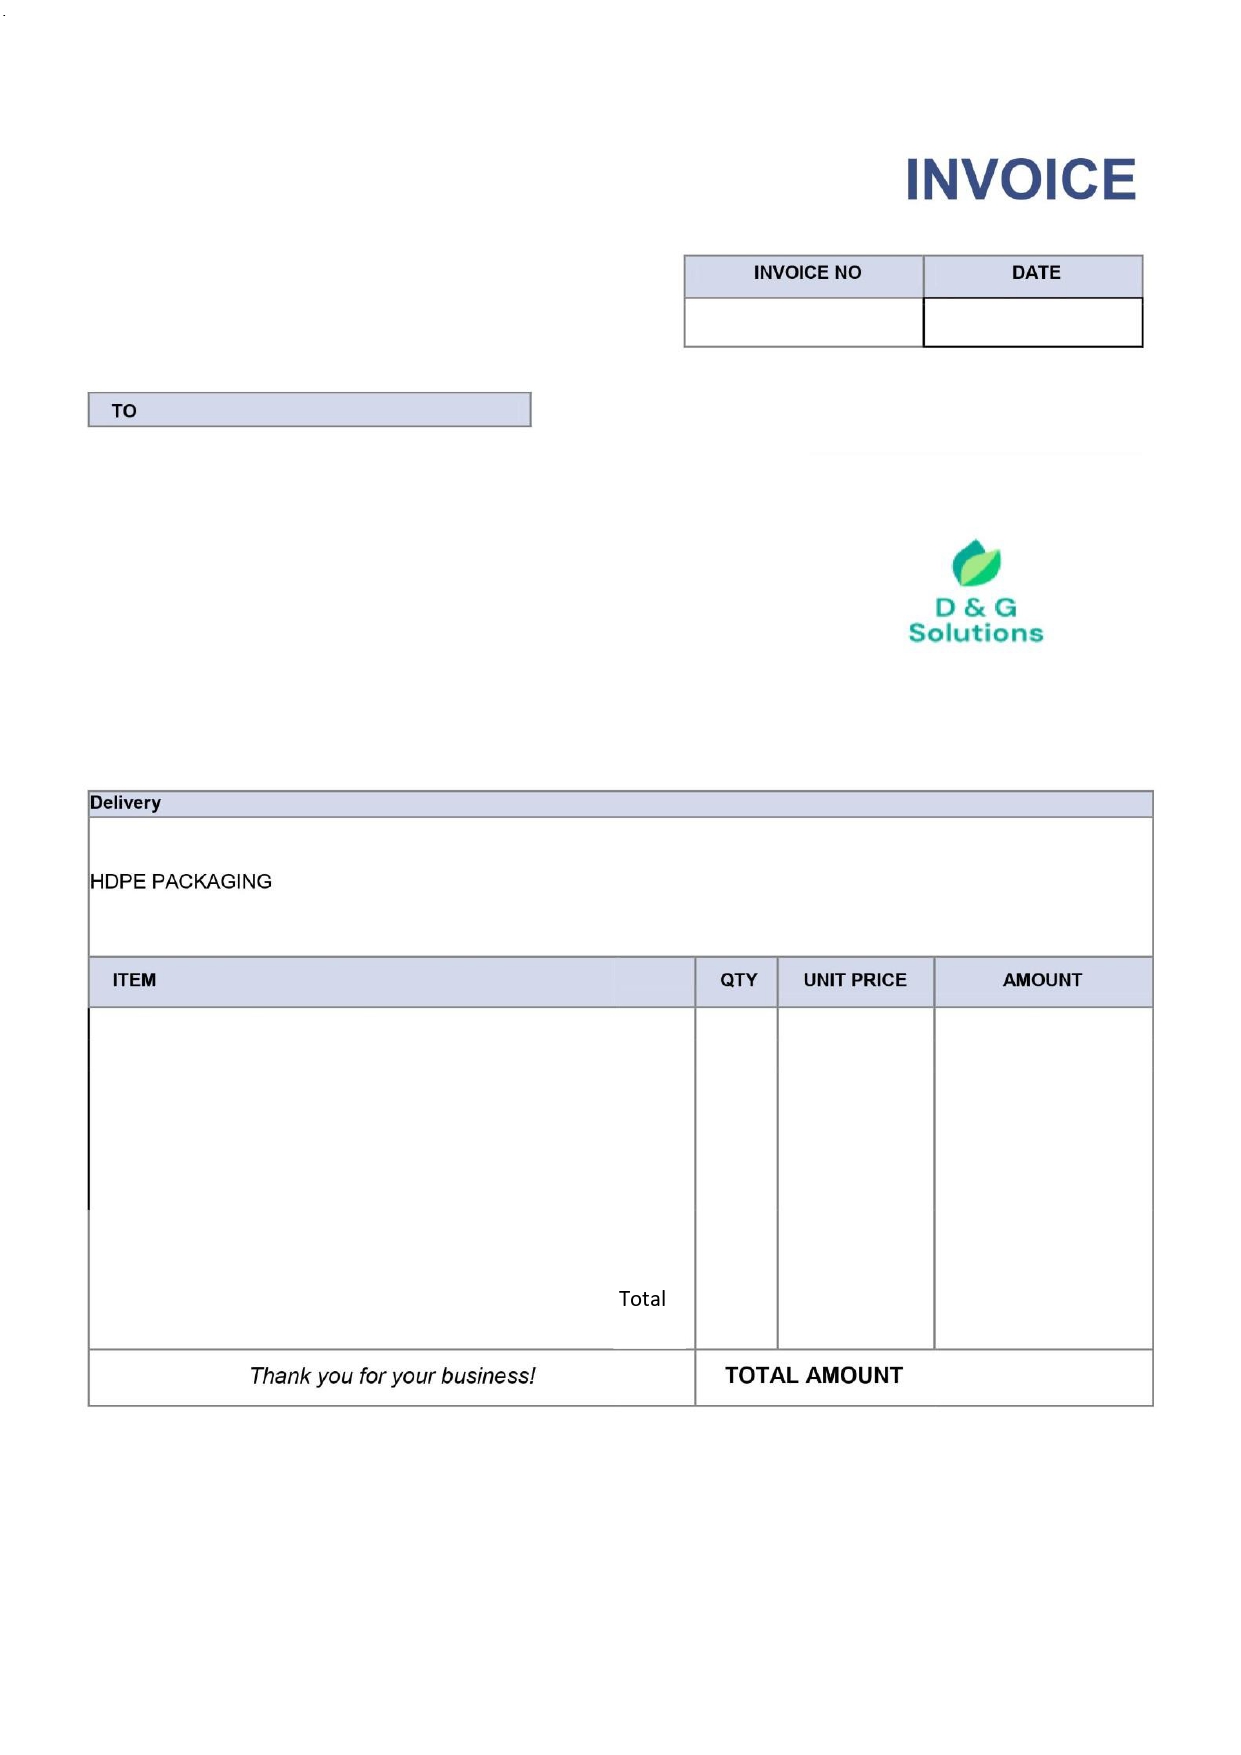 INVOICE
INVOICE NO DATE
TO
D & G
Solutions
Delivery
HDPE PACKAGING
ITEM QTY UNIT PRICE AMOUNT
Total
Thank you for your business! TOTAL AMOUNT